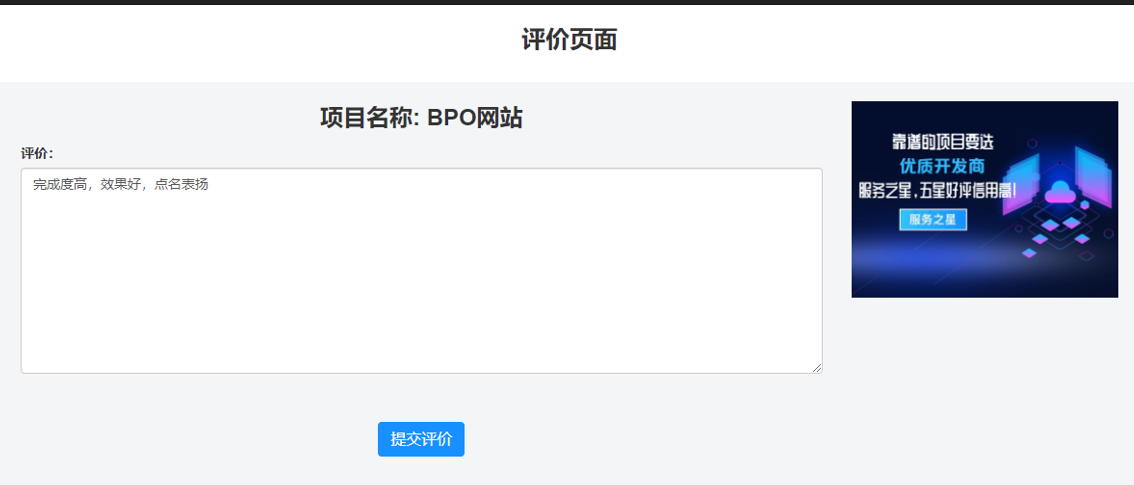 评价页面
项目名称: BPO网站
评价：
完成度高，效果好，点名表扬
提交评价
靠谱的项目要选
优质开发商
服务之星，五星好评信用高！
服务之星